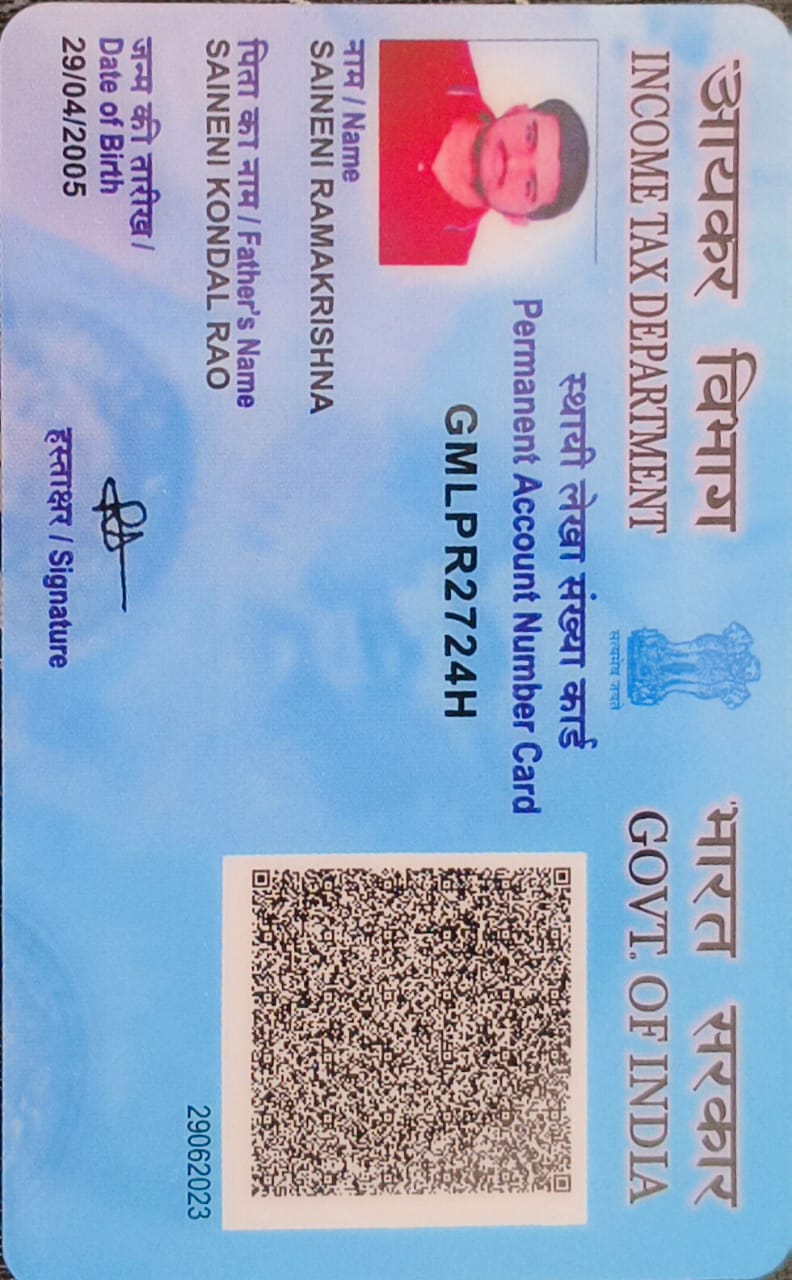 आयकर विभाग
INCOME TAX DEPARTMENT
सत्यमेव जयते
भारत सरकार
GOVT. OF INDIA
स्थायी लेखा संख्या कार्ड
Permanent Account Number Card
GMLPR2724H
नाम / Name
SAINENI RAMAKRISHNA
पिता का नाम / Father's Name
SAINENI KONDAL RAO
जन्म की तारीख /
Date of Birth
29/04/2005
हस्ताक्षर / Signature
29062023